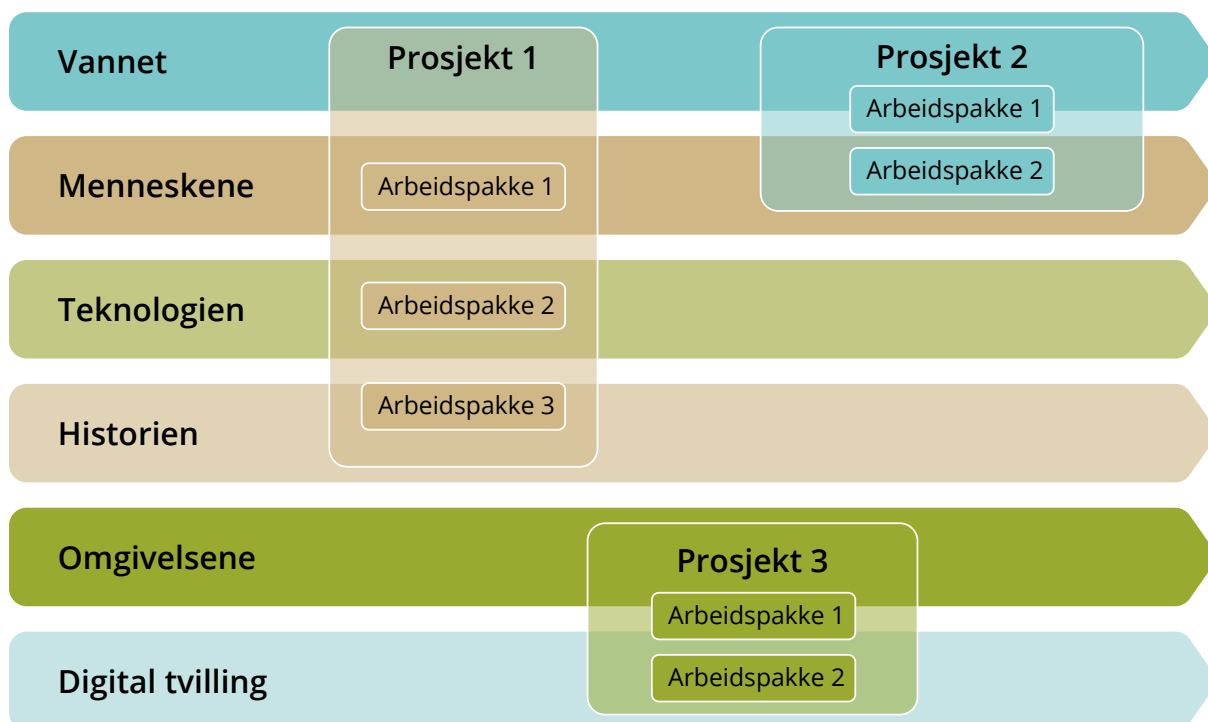 Vannet
Prosjekt 1
Prosjekt 2
Arbeidspakke 1
Arbeidspakke 2
Menneskene
Arbeidspakke 1
Teknologien
Arbeidspakke 2
Historien
Arbeidspakke 3
Omgivelsene
Prosjekt 3
Arbeidspakke 1
Digital tvilling
Arbeidspakke 2